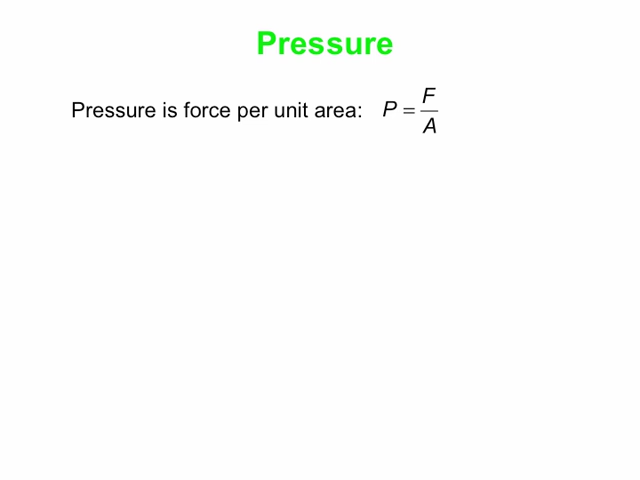 Pressure
Pressure is force per unit area: P = F/A